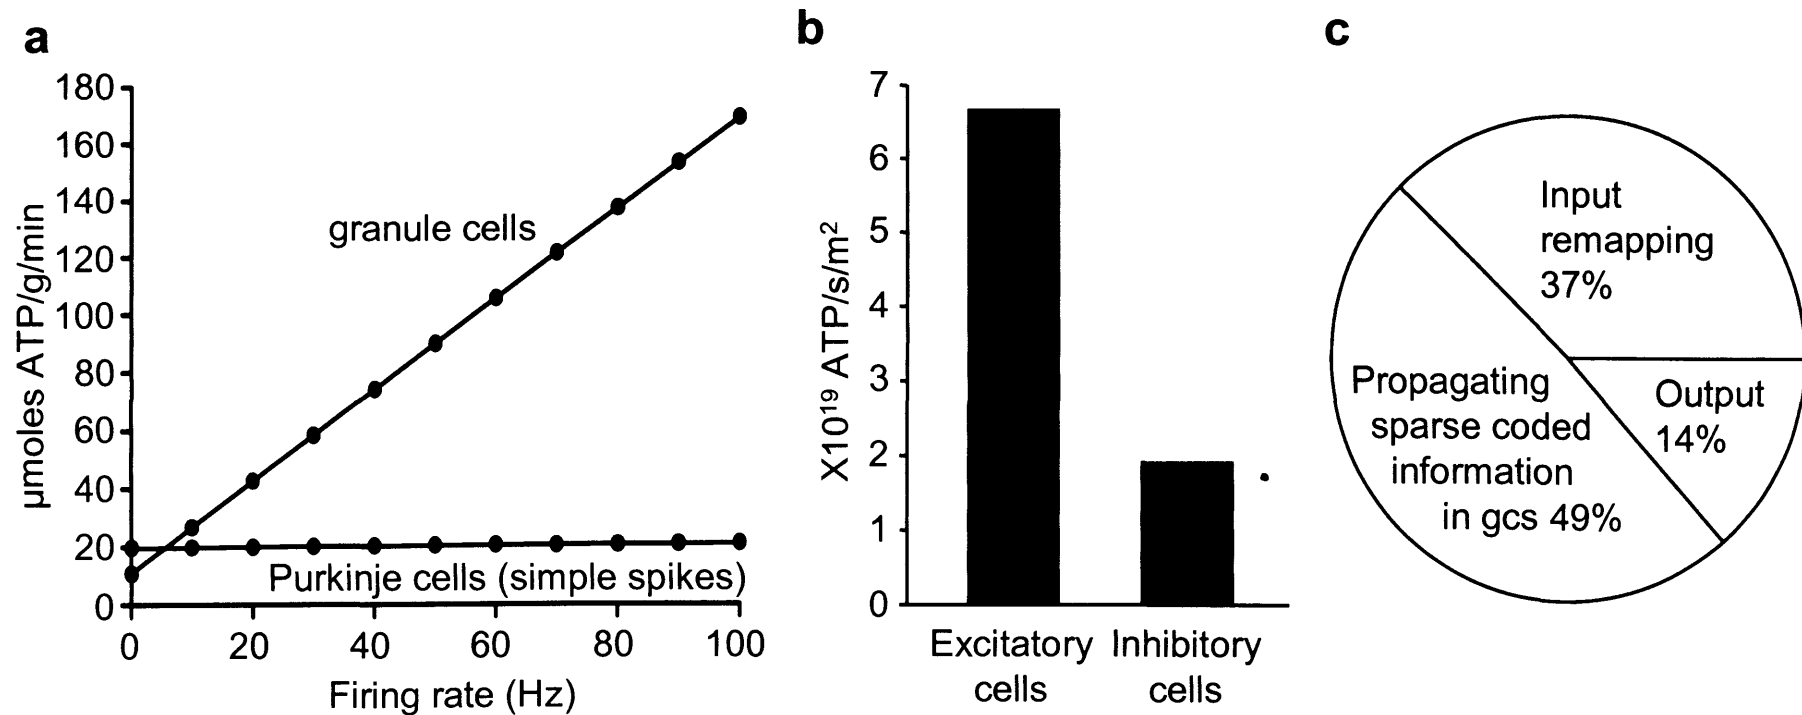 a
180
160
140
120
100
80
60
40
20
0
μmoles ATP/g/min
granule cells
Purkinje cells (simple spikes)
0 20 40 60 80 100
Firing rate (Hz)
b
7
6
5
4
3
2
1
0
X10¹⁹ ATP/s/m²
Excitatory
cells
Inhibitory
cells
c
Input
remapping
37%
Propagating
sparse coded
information
in gcs 49%
Output
14%